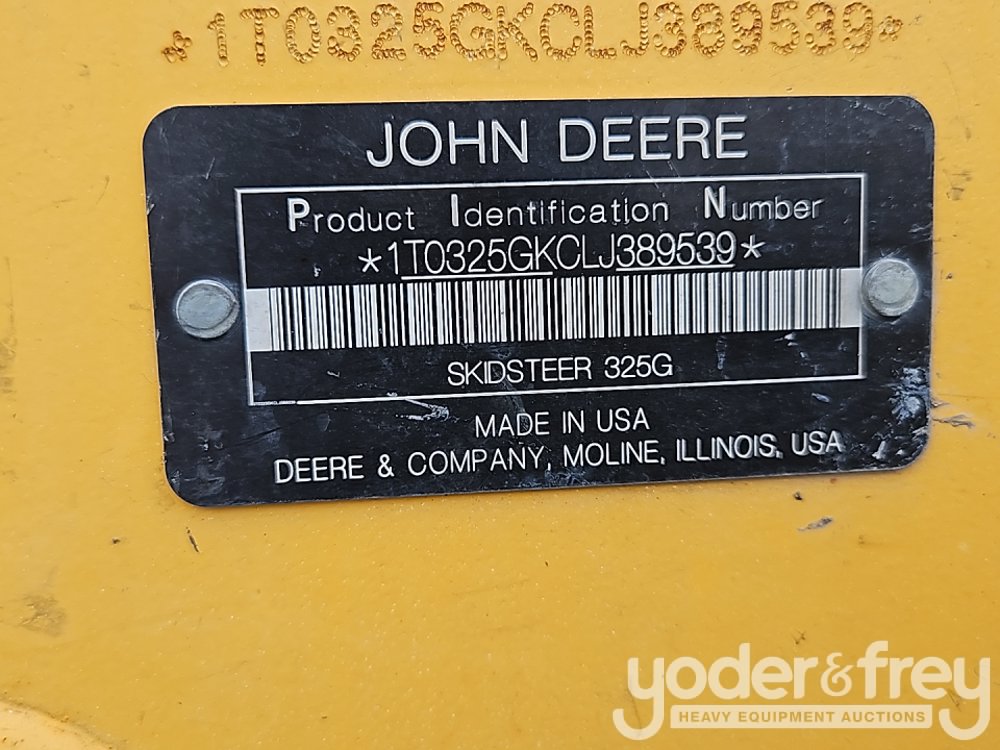 *1T0325GKCLJ389539*
JOHN DEERE
Product Identification Number
*1T0325GKCLJ389539*
SKIDSTEER 325G
MADE IN USA
DEERE & COMPANY, MOLINE, ILLINOIS, USA
yoder&frey
HEAVY EQUIPMENT AUCTIONS